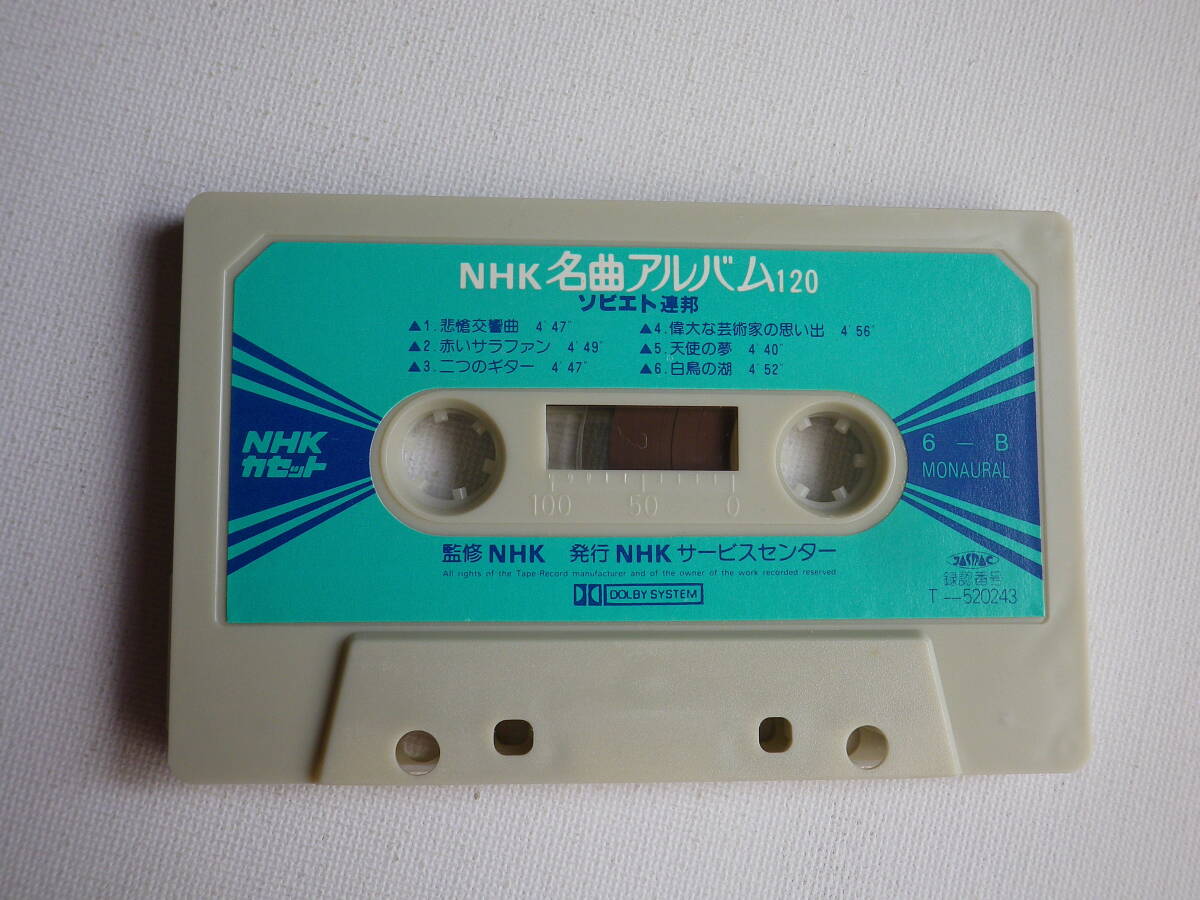 NHK 名曲アルバム120
ソビエト連邦
▲1. 悲愴交響曲 4'47"
▲2. 赤いサラファン 4'49"
▲3. 二つのギター 4'47"
▲4. 偉大な芸術家の思い出 4'56"
▲5. 天使の夢 4'40"
▲6. 白鳥の湖 4'52"
NHK
カセット
6 － B
MONAURAL
100 50 0
監修 NHK 発行 NHK サービスセンター
All rights of the Tape-Record manufacturer and of the owner of the work recorded reserved
DOLBY SYSTEM
JASRAC
録認番号
T －520243